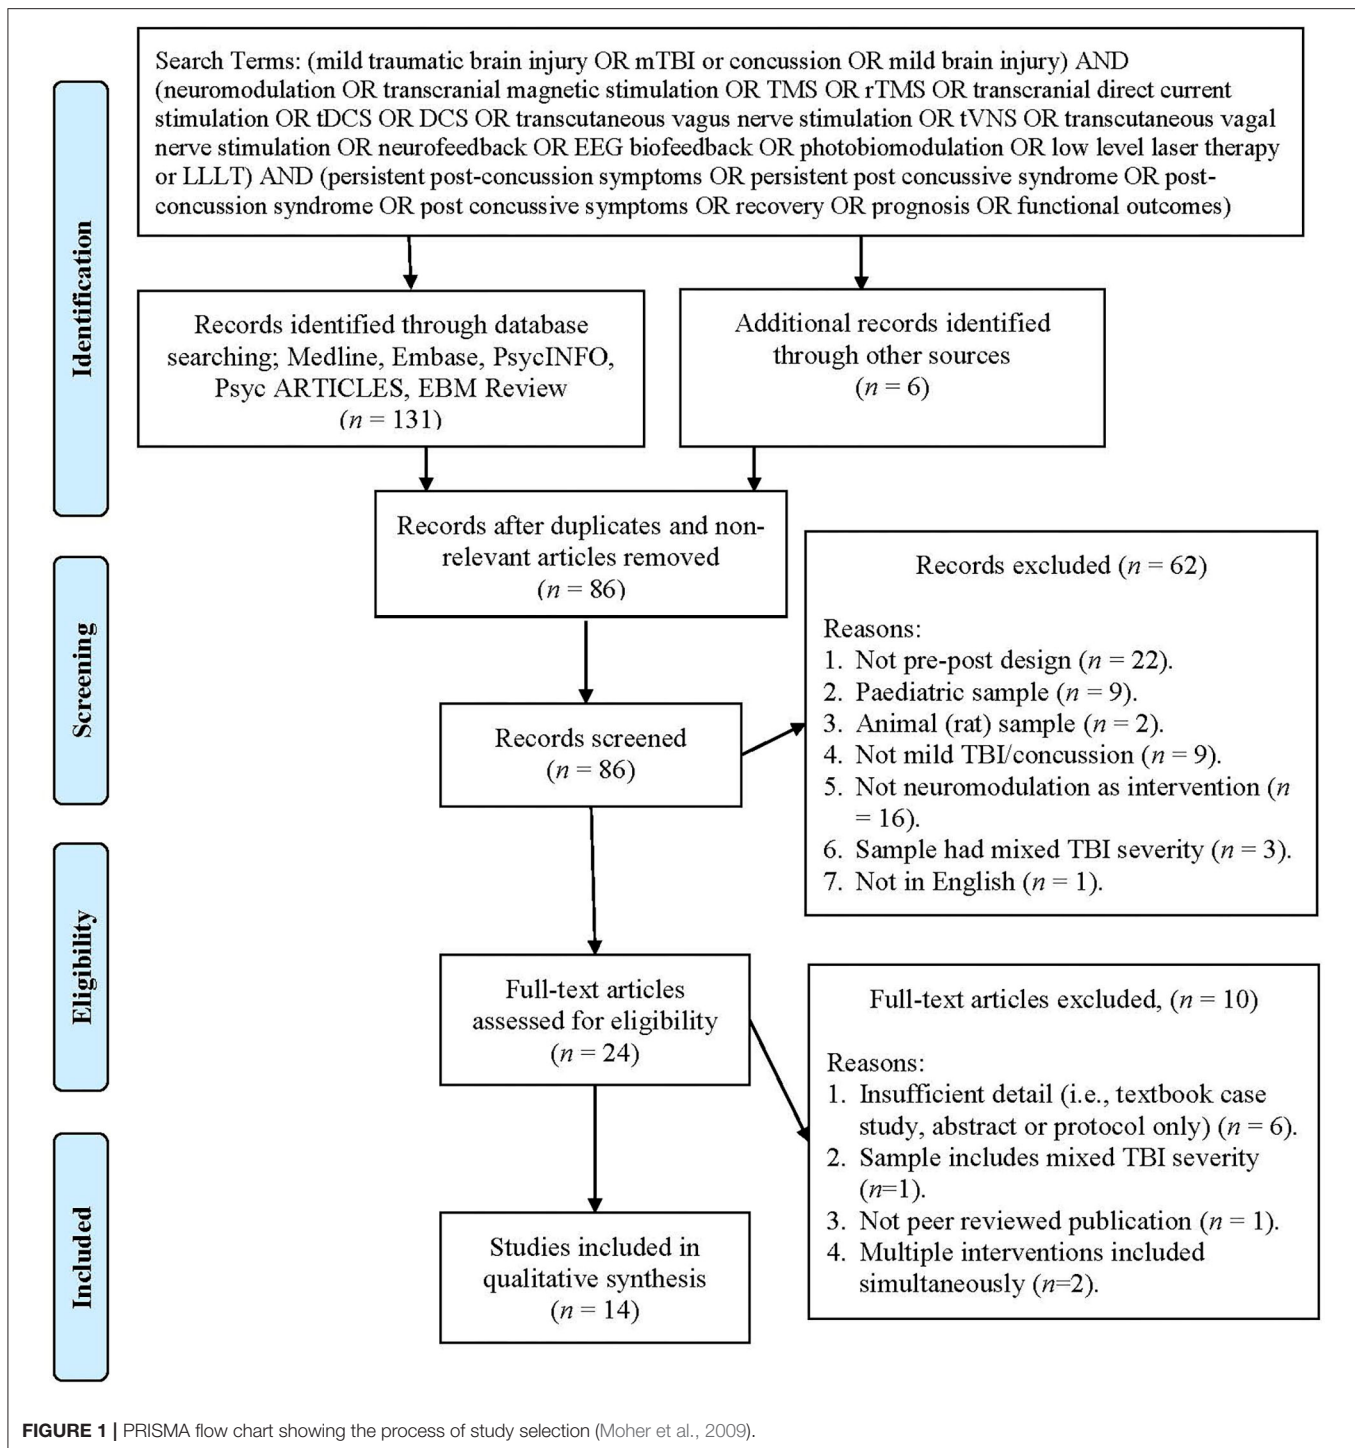 Search Terms: (mild traumatic brain injury OR mTBI or concussion OR mild brain injury) AND
(neuromodulation OR transcranial magnetic stimulation OR TMS OR rTMS OR transcranial direct current
stimulation OR tDCS OR DCS OR transcutaneous vagus nerve stimulation OR tVNS OR transcutaneous vagal
nerve stimulation OR neurofeedback OR EEG biofeedback OR photobiomodulation OR low level laser therapy
or LLLT) AND (persistent post-concussion symptoms OR persistent post concussive syndrome OR post-
concussion syndrome OR post concussive symptoms OR recovery OR prognosis OR functional outcomes)
Identification
Records identified through database
searching; Medline, Embase, PsycINFO,
Psyc ARTICLES, EBM Review
(n = 131)
Additional records identified
through other sources
(n = 6)
Records after duplicates and non-
relevant articles removed
(n = 86)
Screening
Records screened
(n = 86)
Records excluded (n = 62)
Reasons:
1. Not pre-post design (n = 22).
2. Paediatric sample (n = 9).
3. Animal (rat) sample (n = 2).
4. Not mild TBI/concussion (n = 9).
5. Not neuromodulation as intervention (n
= 16).
6. Sample had mixed TBI severity (n = 3).
7. Not in English (n = 1).
Eligibility
Full-text articles
assessed for eligibility
(n = 24)
Full-text articles excluded, (n = 10)
Reasons:
1. Insufficient detail (i.e., textbook case
study, abstract or protocol only) (n = 6).
2. Sample includes mixed TBI severity
(n=1).
3. Not peer reviewed publication (n = 1).
4. Multiple interventions included
simultaneously (n=2).
Included
Studies included in
qualitative synthesis
(n = 14)
FIGURE 1 | PRISMA flow chart showing the process of study selection (Moher et al., 2009).